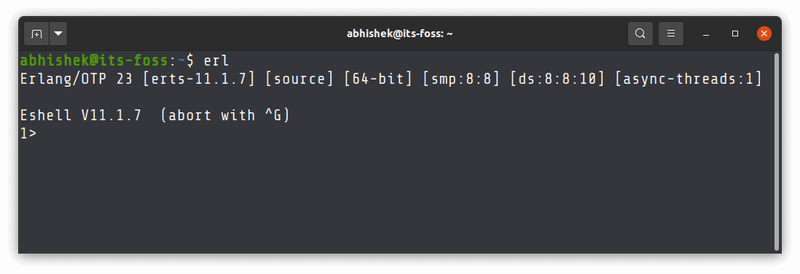 abhishek@its-foss: ~
abhishek@its-foss:~$ erl
Erlang/OTP 23 [erts-11.1.7] [source] [64-bit] [smp:8:8] [ds:8:8:10] [async-threads:1]
Eshell V11.1.7  (abort with ^G)
1>